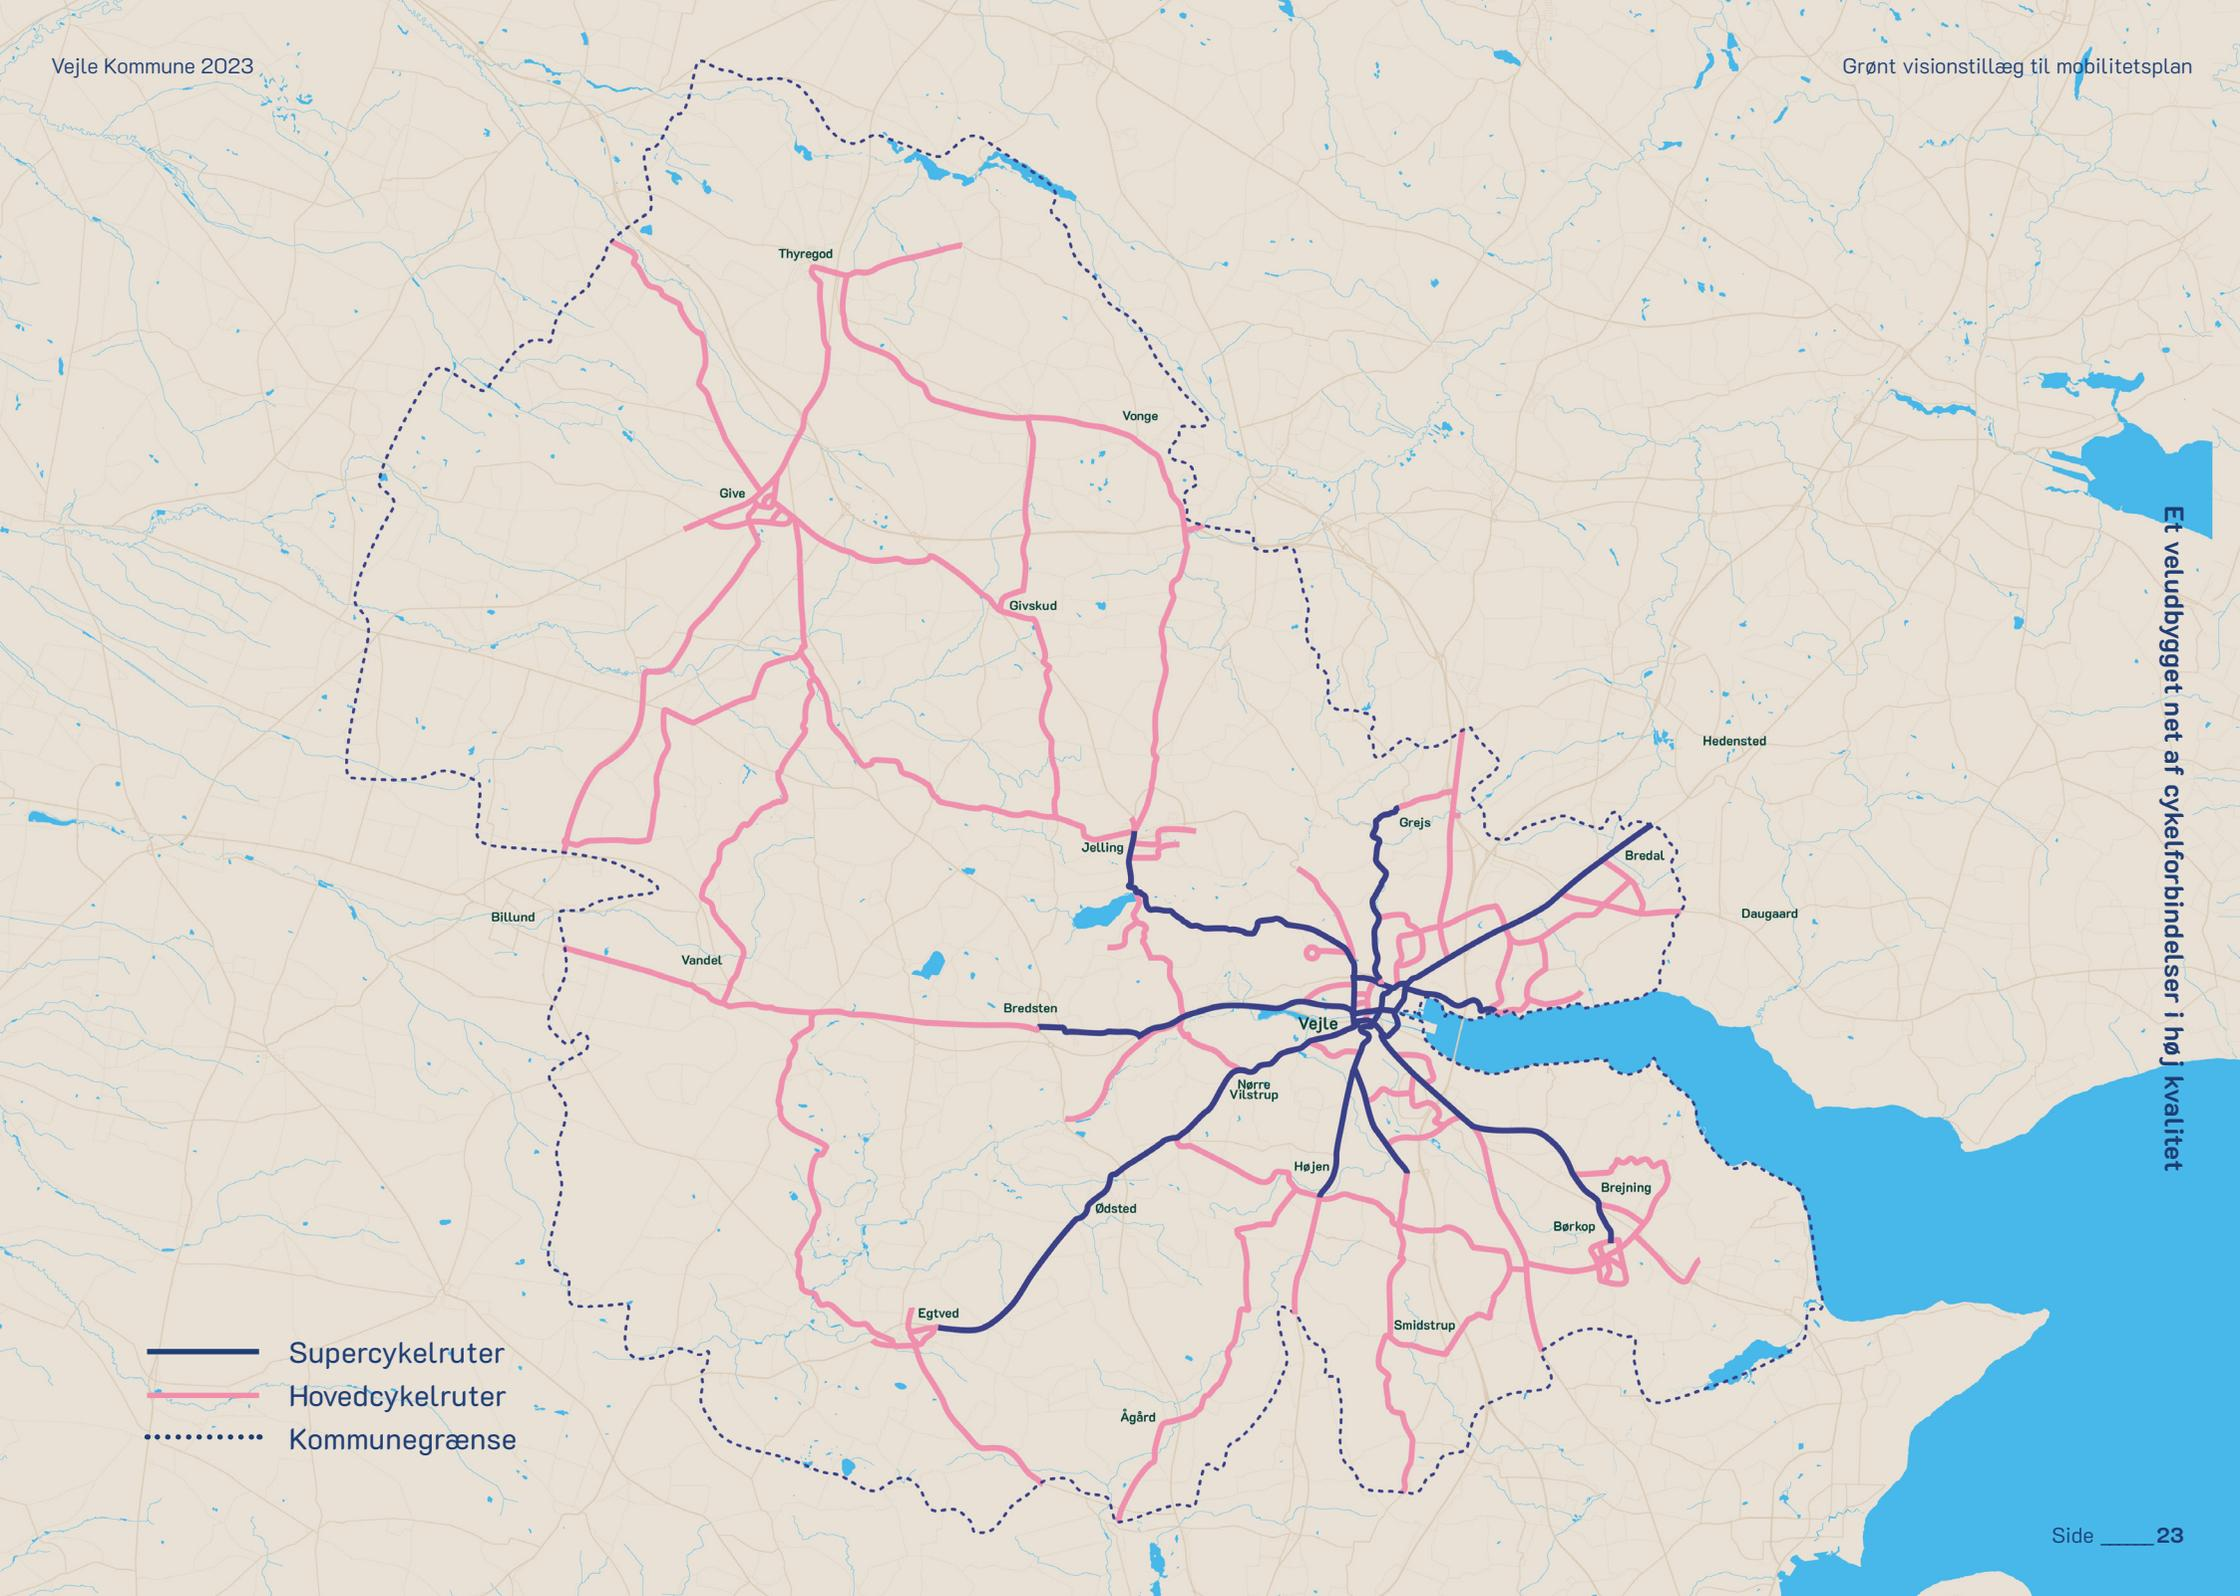 Vejle Kommune 2023
Grønt visionstillæg til mobilitetsplan
Thyregod
Vonge
Give
Givskud
Hedensted
Grejs
Jelling
Bredal
Billund
Daugaard
Vandel
Bredsten
Vejle
Nørre
Vilstrup
Højen
Brejning
Ødsted
Børkop
Egtved
Smidstrup
Ågård
Supercykelruter
Hovedcykelruter
Kommunegrænse
Et veludbygget net af cykelforbindelser i høj kvalitet
Side _____ 23